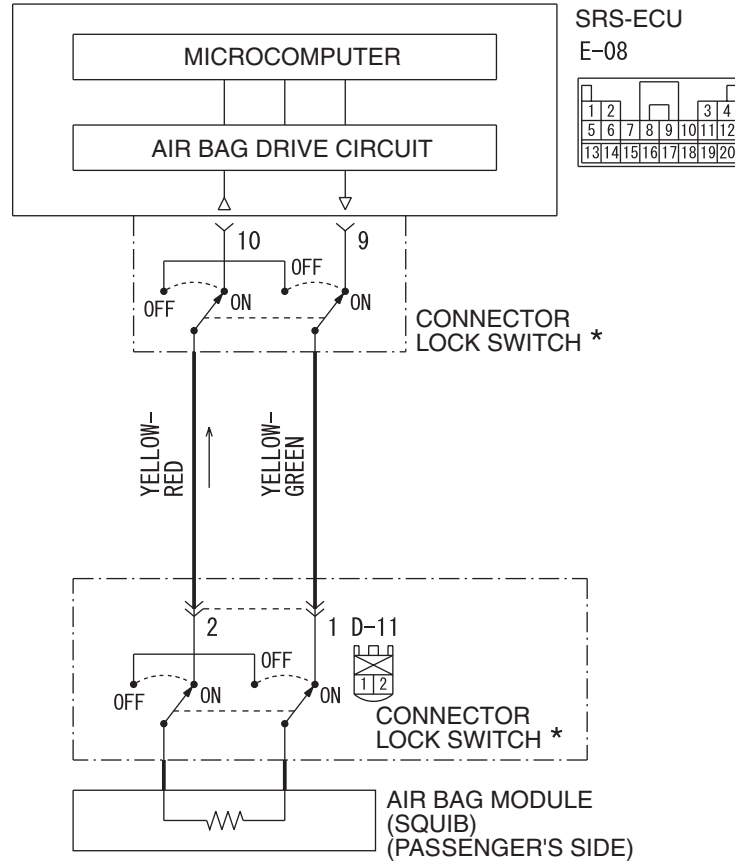 SRS-ECU
E-08
MICROCOMPUTER
AIR BAG DRIVE CIRCUIT
1 2 3 4
5 6 7 8 9 10 11 12
13 14 15 16 17 18 19 20
10 9
OFF
OFF ON ON
CONNECTOR
LOCK SWITCH *
YELLOW-
RED
YELLOW-
GREEN
2 1 D-11
1 2
OFF
OFF ON ON
CONNECTOR
LOCK SWITCH *
AIR BAG MODULE
(SQUIB)
(PASSENGER'S SIDE)